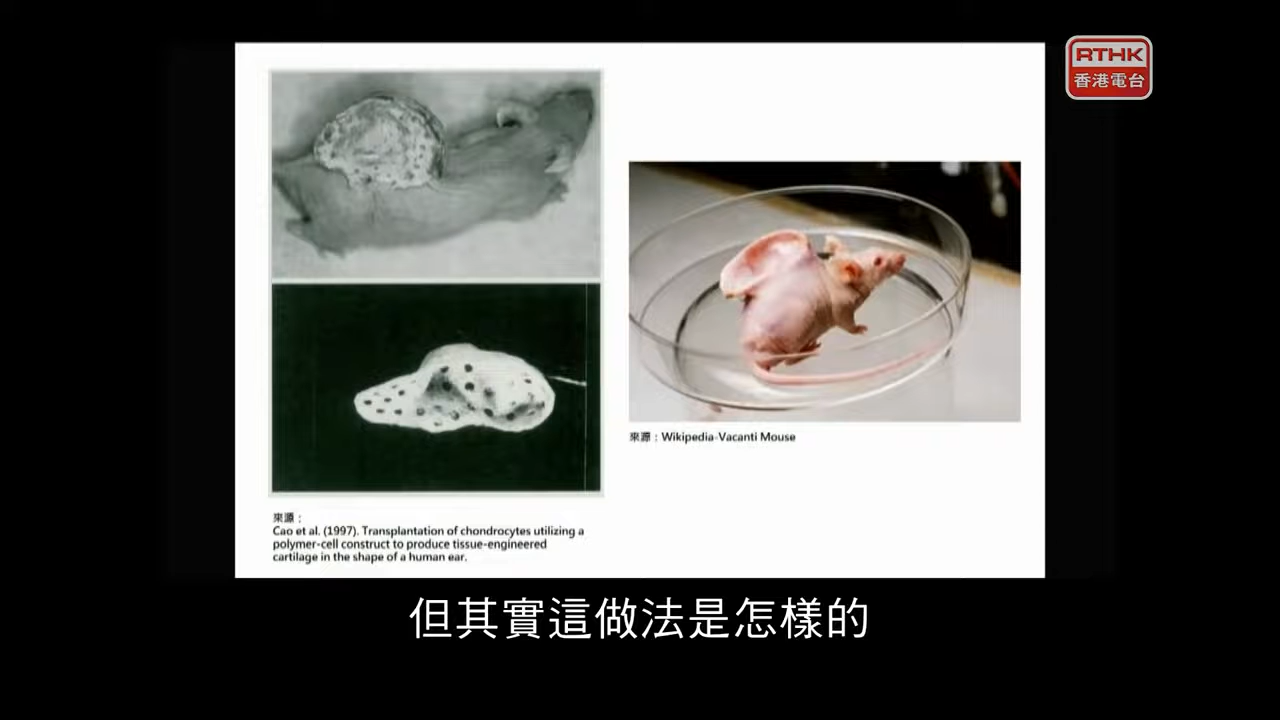 RTHK
香港電台
來源：Wikipedia-Vacanti Mouse
來源：
Cao et al. (1997). Transplantation of chondrocytes utilizing a
polymer-cell construct to produce tissue-engineered
cartilage in the shape of a human ear.
但其實這做法是怎樣的